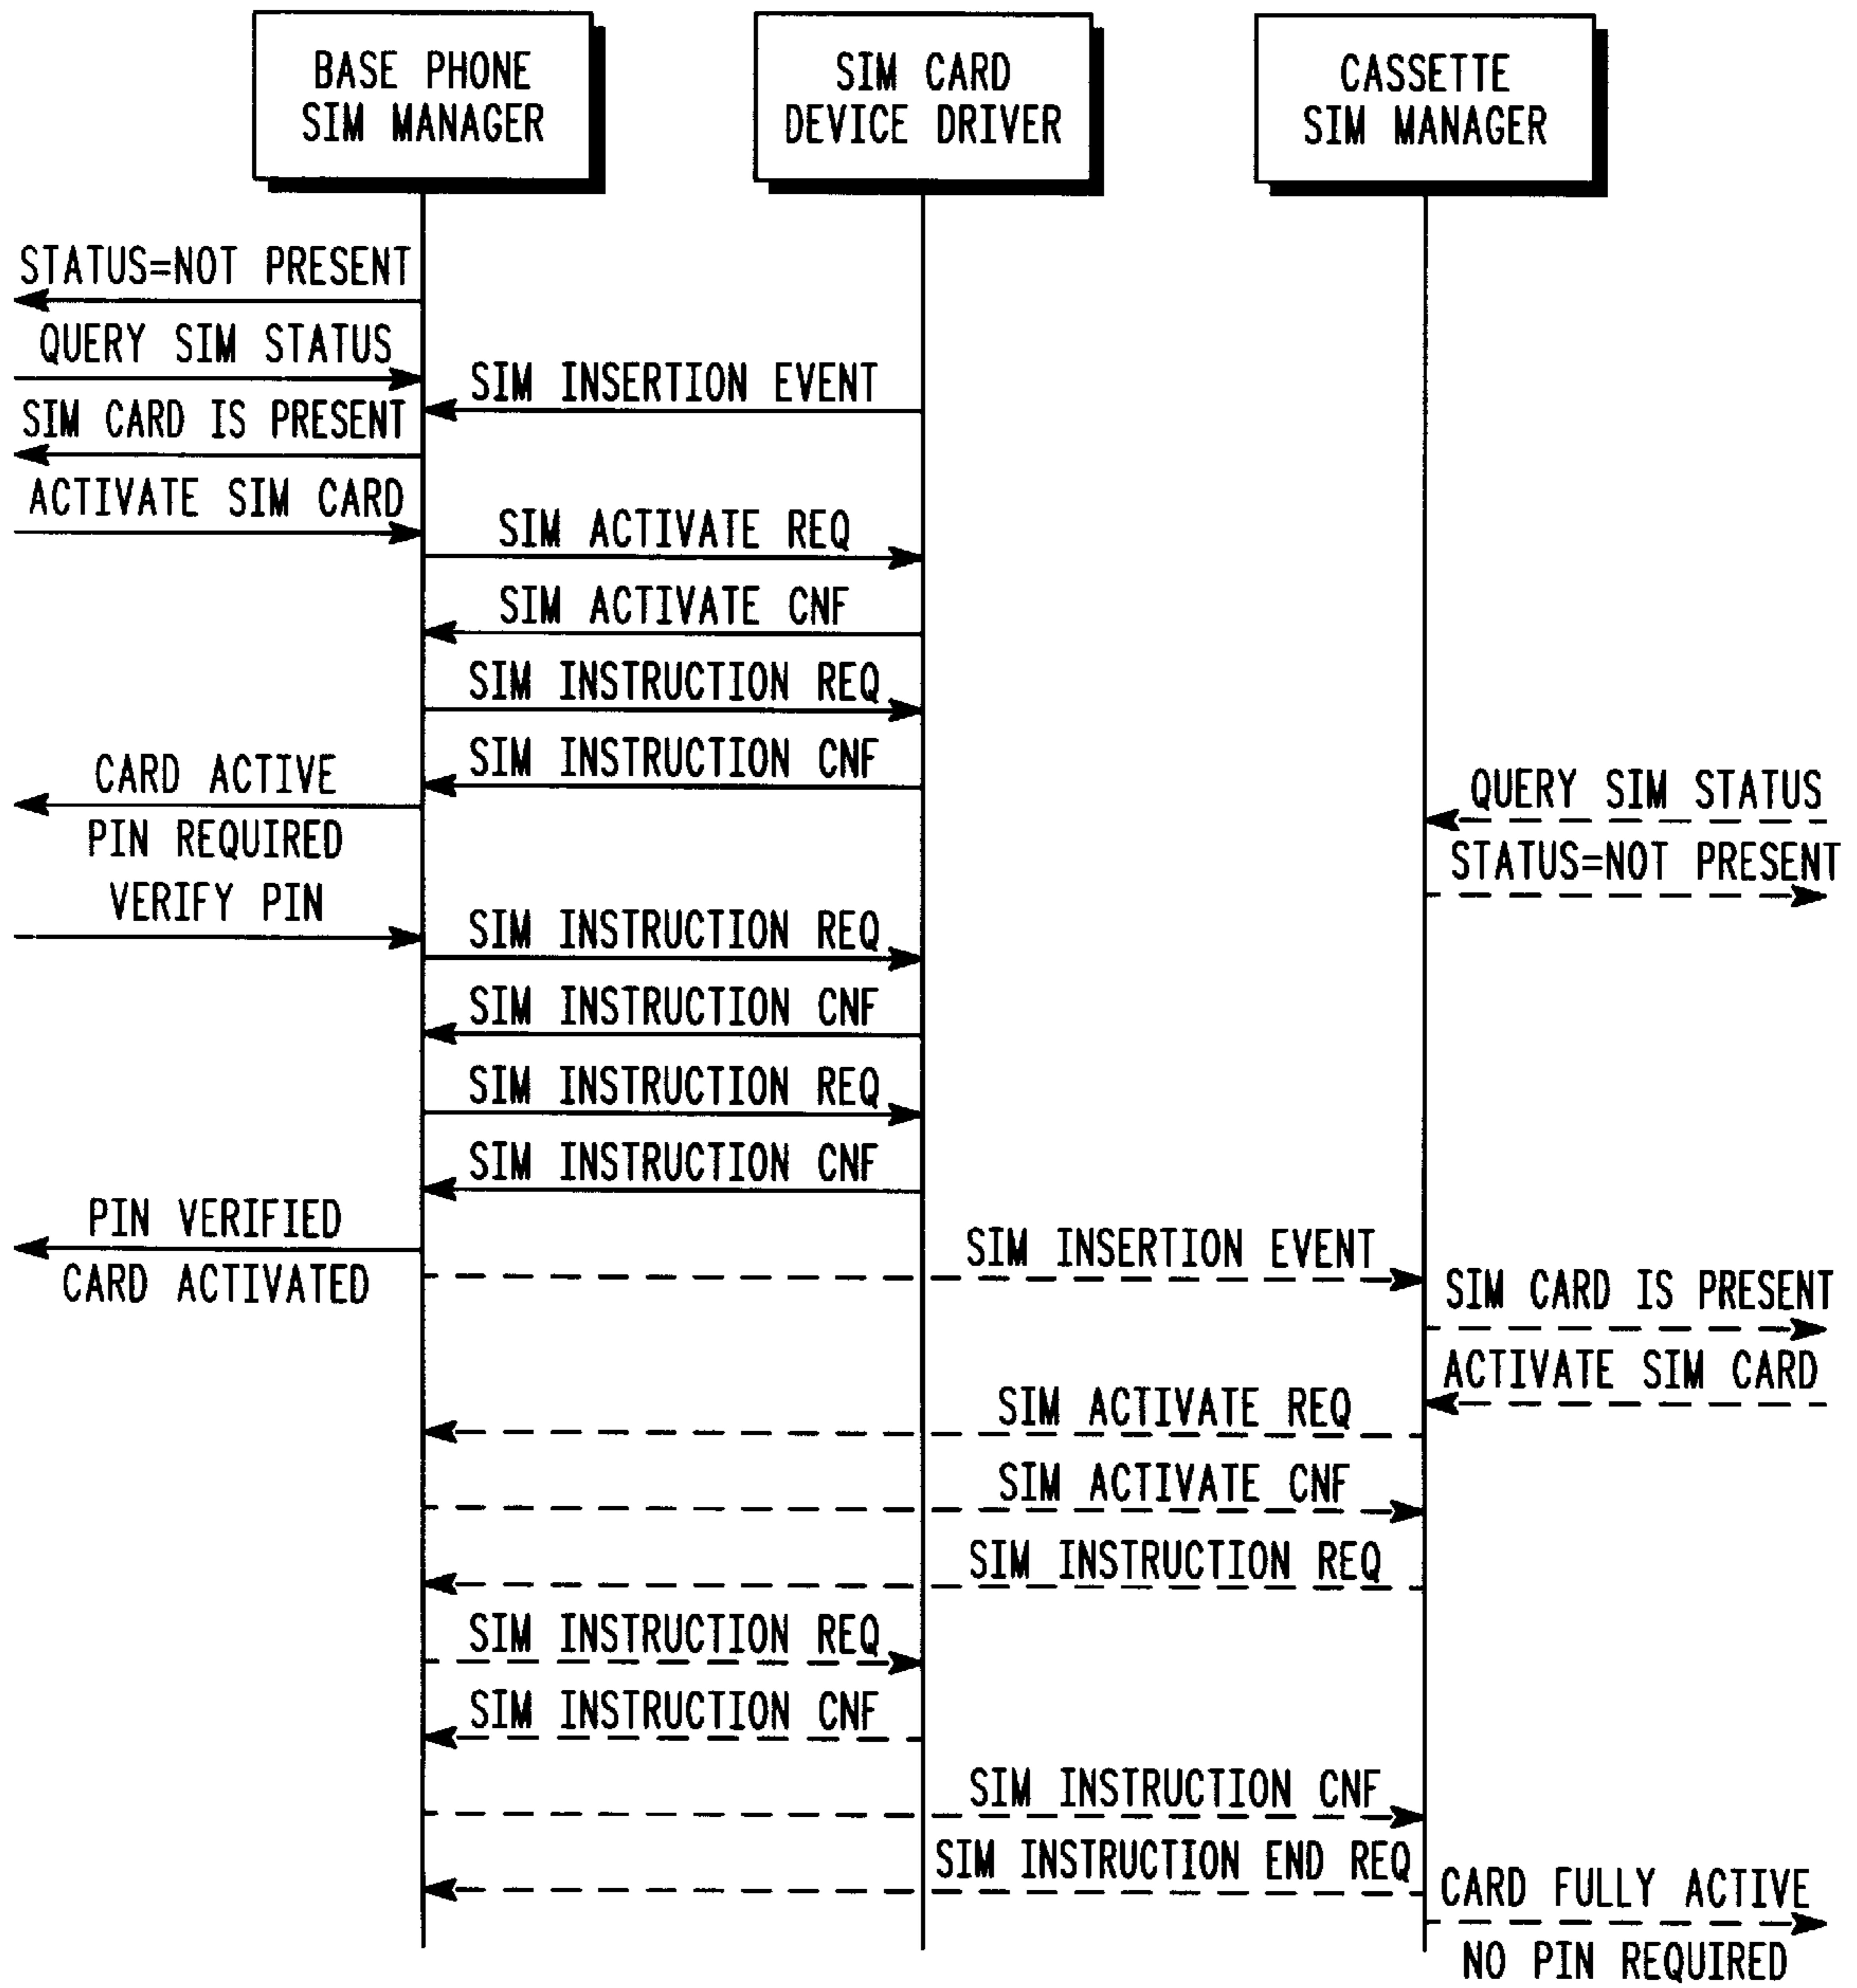 BASE PHONE
SIM MANAGER
SIM CARD
DEVICE DRIVER
CASSETTE
SIM MANAGER
STATUS=NOT PRESENT
QUERY SIM STATUS
SIM INSERTION EVENT
SIM CARD IS PRESENT
ACTIVATE SIM CARD
SIM ACTIVATE REQ
SIM ACTIVATE CNF
SIM INSTRUCTION REQ
SIM INSTRUCTION CNF
CARD ACTIVE
PIN REQUIRED
QUERY SIM STATUS
STATUS=NOT PRESENT
VERIFY PIN
SIM INSTRUCTION REQ
SIM INSTRUCTION CNF
SIM INSTRUCTION REQ
SIM INSTRUCTION CNF
PIN VERIFIED
CARD ACTIVATED
SIM INSERTION EVENT
SIM CARD IS PRESENT
ACTIVATE SIM CARD
SIM ACTIVATE REQ
SIM ACTIVATE CNF
SIM INSTRUCTION REQ
SIM INSTRUCTION REQ
SIM INSTRUCTION CNF
SIM INSTRUCTION CNF
SIM INSTRUCTION END REQ
CARD FULLY ACTIVE
NO PIN REQUIRED